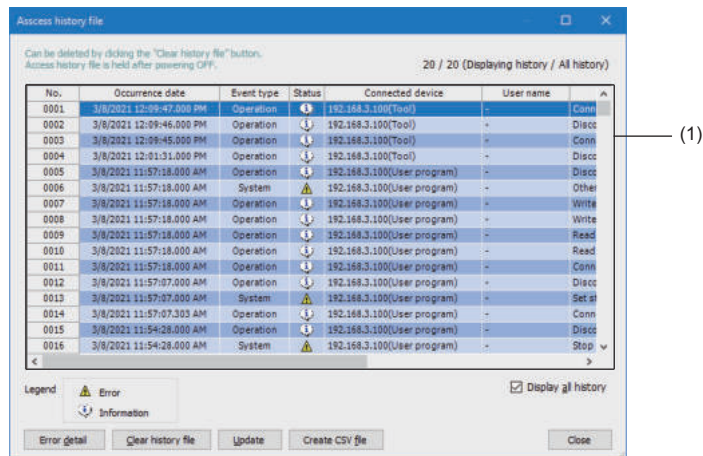 Asscess history file
Can be deleted by clicking the "Clear history file" button.
Access history file is held after powering OFF.
20 / 20 (Displaying history / All history)
No. Occurrence date Event type Status Connected device User name
0001 3/8/2021 12:09:47.000 PM Operation 192.168.3.100(Tool) - Conn
0002 3/8/2021 12:09:46.000 PM Operation 192.168.3.100(Tool) - Disco
0003 3/8/2021 12:09:45.000 PM Operation 192.168.3.100(Tool) - Conn
0004 3/8/2021 12:01:31.000 PM Operation 192.168.3.100(Tool) - Disco
0005 3/8/2021 11:57:18.000 AM Operation 192.168.3.100(User program) - Disco
0006 3/8/2021 11:57:18.000 AM System 192.168.3.100(User program) - Other
0007 3/8/2021 11:57:18.000 AM Operation 192.168.3.100(User program) - Write
0008 3/8/2021 11:57:18.000 AM Operation 192.168.3.100(User program) - Write
0009 3/8/2021 11:57:18.000 AM Operation 192.168.3.100(User program) - Read
0010 3/8/2021 11:57:18.000 AM Operation 192.168.3.100(User program) - Read
0011 3/8/2021 11:57:18.000 AM Operation 192.168.3.100(User program) - Conn
0012 3/8/2021 11:57:07.000 AM Operation 192.168.3.100(User program) - Disco
0013 3/8/2021 11:57:07.000 AM System 192.168.3.100(User program) - Set st
0014 3/8/2021 11:57:07.303 AM Operation 192.168.3.100(User program) - Conn
0015 3/8/2021 11:54:28.000 AM Operation 192.168.3.100(User program) - Disco
0016 3/8/2021 11:54:28.000 AM System 192.168.3.100(User program) - Stop
(1)
Legend
Error
Information
Display all history
Error detail Clear history file Update Create CSV file Close